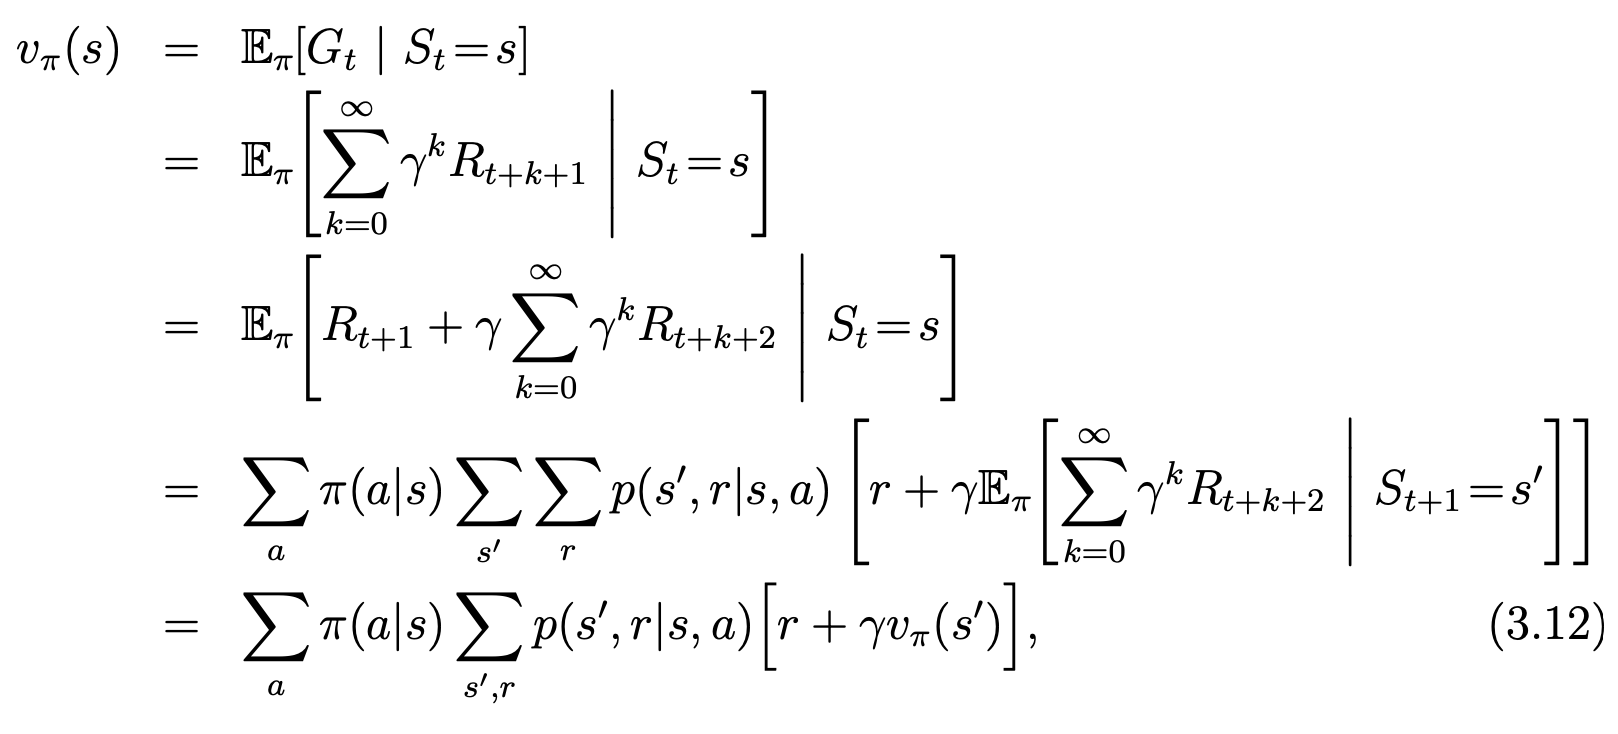 v_π(s) = 𝔼_π[G_t | S_t = s]
= 𝔼_π[∑_{k=0}^{∞} γ^k R_{t+k+1} | S_t = s]
= 𝔼_π[R_{t+1} + γ ∑_{k=0}^{∞} γ^k R_{t+k+2} | S_t = s]
= ∑_a π(a|s) ∑_{s′} ∑_r p(s′, r|s, a) [r + γ𝔼_π[∑_{k=0}^{∞} γ^k R_{t+k+2} | S_{t+1} = s′]]
= ∑_a π(a|s) ∑_{s′,r} p(s′, r|s, a)[r + γv_π(s′)], (3.12)